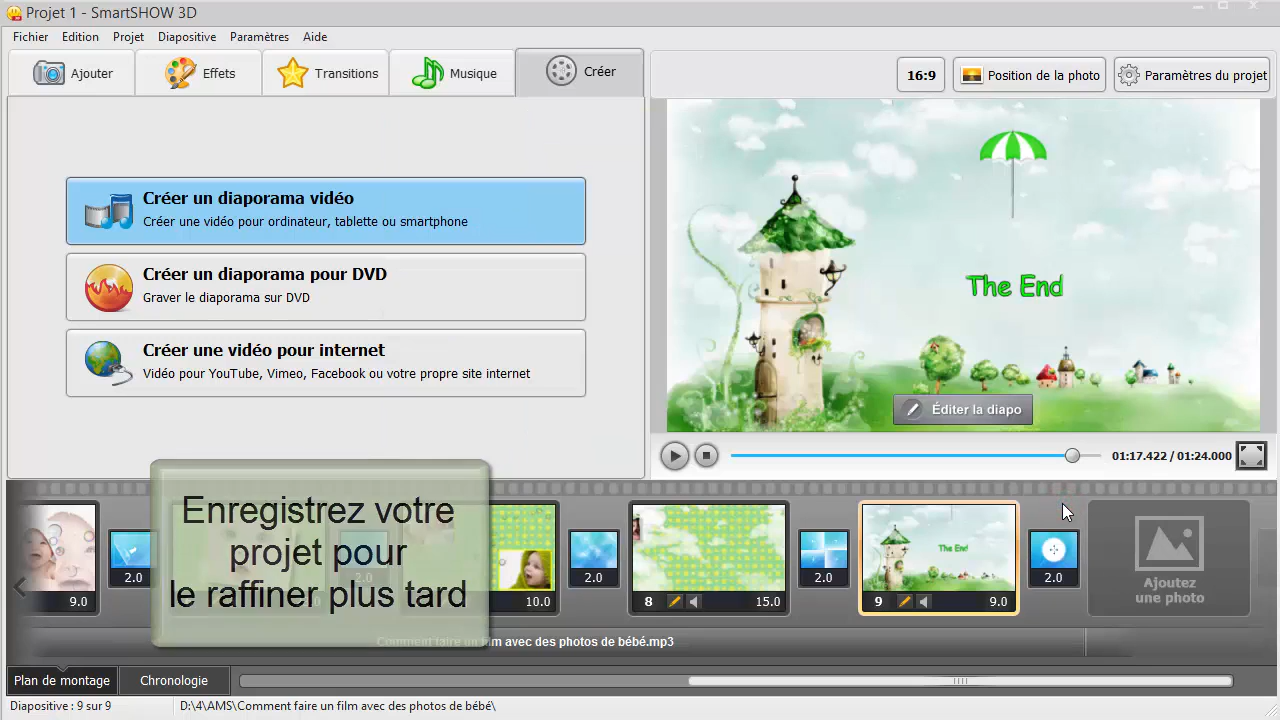 Projet 1 - SmartSHOW 3D
Fichier Edition Projet Diapositive Paramètres Aide
Ajouter Effets Transitions Musique Créer
16:9 Position de la photo Paramètres du projet
Créer un diaporama vidéo
Créer une vidéo pour ordinateur, tablette ou smartphone
Créer un diaporama pour DVD
Graver le diaporama sur DVD
Créer une vidéo pour internet
Vidéo pour YouTube, Vimeo, Facebook ou votre propre site internet
The End
Éditer la diapo
01:17.422 / 01:24.000
Enregistrez votre
projet pour
le raffiner plus tard
9.0 2.0 2.0 10.0 2.0 8 15.0 2.0 9 The End 9.0 2.0
Ajoutez
une photo
Comment faire un film avec des photos de bébé.mp3
Plan de montage Chronologie
Diapositive : 9 sur 9 D:\4\AMS\Comment faire un film avec des photos de bébé\